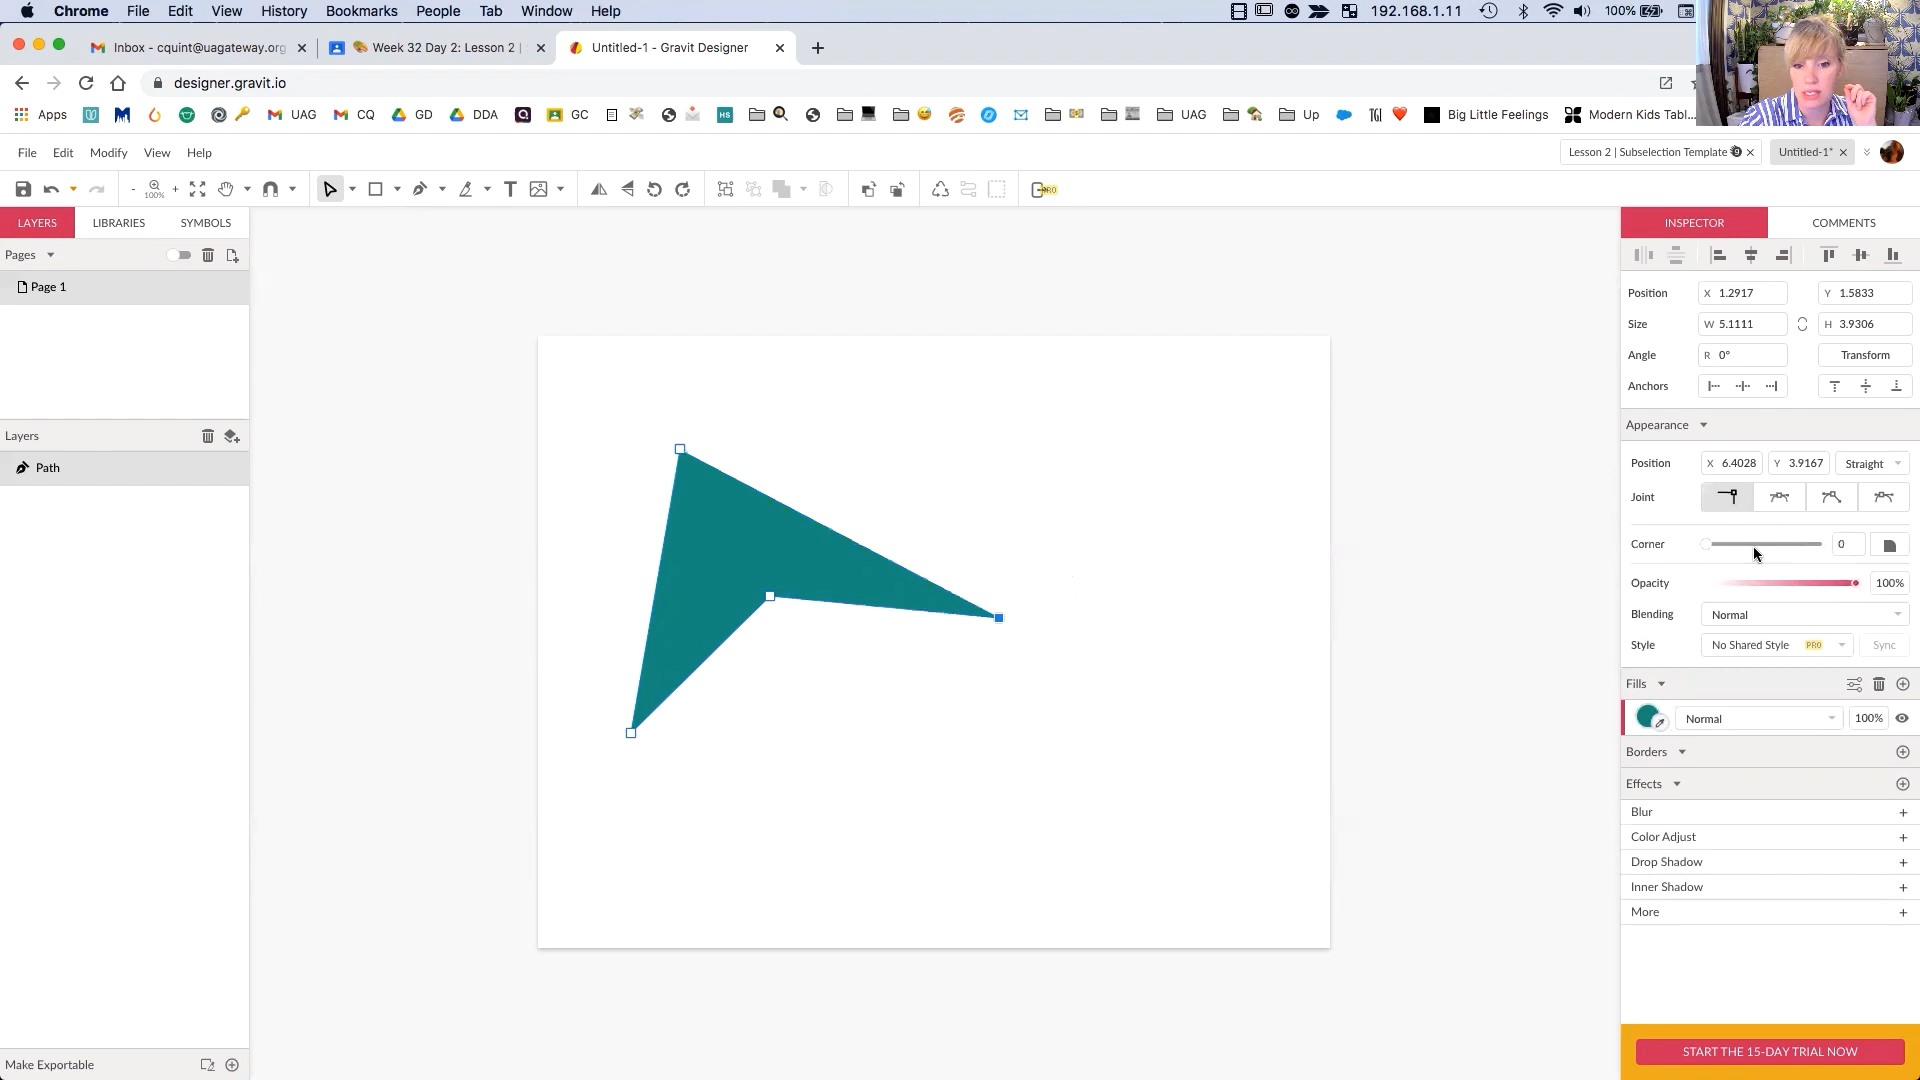 Chrome File Edit View History Bookmarks People Tab Window Help 192.168.1.11 100%
Inbox - cquint@uagateway.org Week 32 Day 2: Lesson 2 | Untitled-1 - Gravit Designer
designer.gravit.io
Apps UAG CQ GD DDA GC HS UAG Up Big Little Feelings Modern Kids Tabl...
File Edit Modify View Help Lesson 2 | Subselection Template Untitled-1*
- 100% + T PRO
LAYERS LIBRARIES SYMBOLS INSPECTOR COMMENTS
Pages
Page 1
Position X 1.2917 Y 1.5833
Size W 5.1111 H 3.9306
Angle R 0° Transform
Anchors
Layers
Path
Appearance
Position X 6.4028 Y 3.9167 Straight
Joint
Corner 0
Opacity 100%
Blending Normal
Style No Shared Style PRO Sync
Fills
Normal 100%
Borders
Effects
Blur +
Color Adjust +
Drop Shadow +
Inner Shadow +
More +
Make Exportable
START THE 15-DAY TRIAL NOW